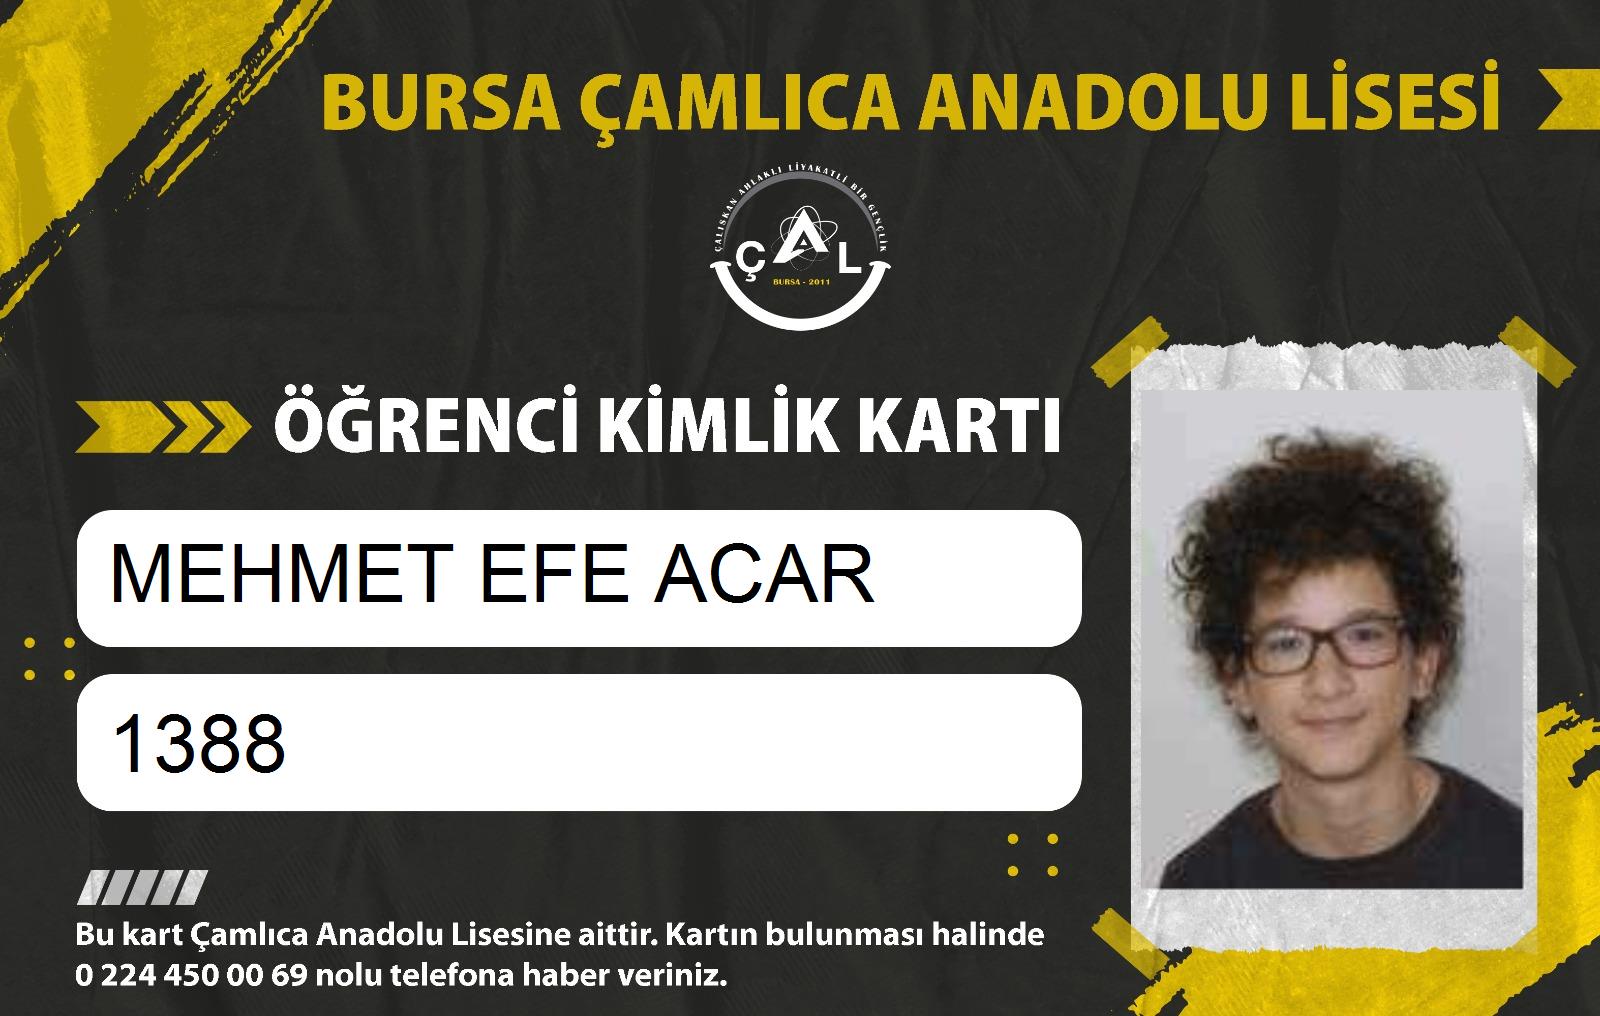 BURSA ÇAMLICA ANADOLU LİSESİ
ÇALIŞKAN AHLAKLI LİYAKATLİ BİR GENÇLİK
ÇAL
BURSA - 2011
ÖĞRENCİ KİMLİK KARTI
MEHMET EFE ACAR
1388
Bu kart Çamlıca Anadolu Lisesine aittir. Kartın bulunması halinde
0 224 450 00 69 nolu telefona haber veriniz.